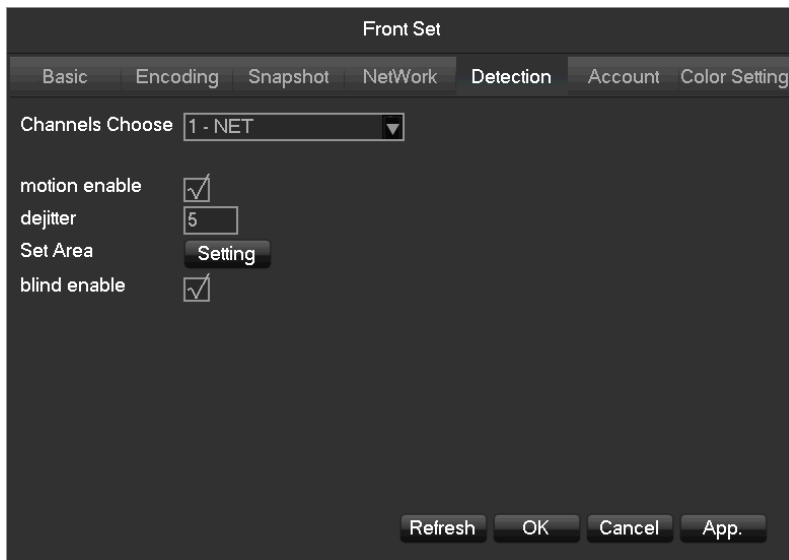 Front Set
Basic Encoding Snapshot NetWork Detection Account Color Setting
Channels Choose 1 - NET
motion enable
dejitter 5
Set Area Setting
blind enable
Refresh OK Cancel App.